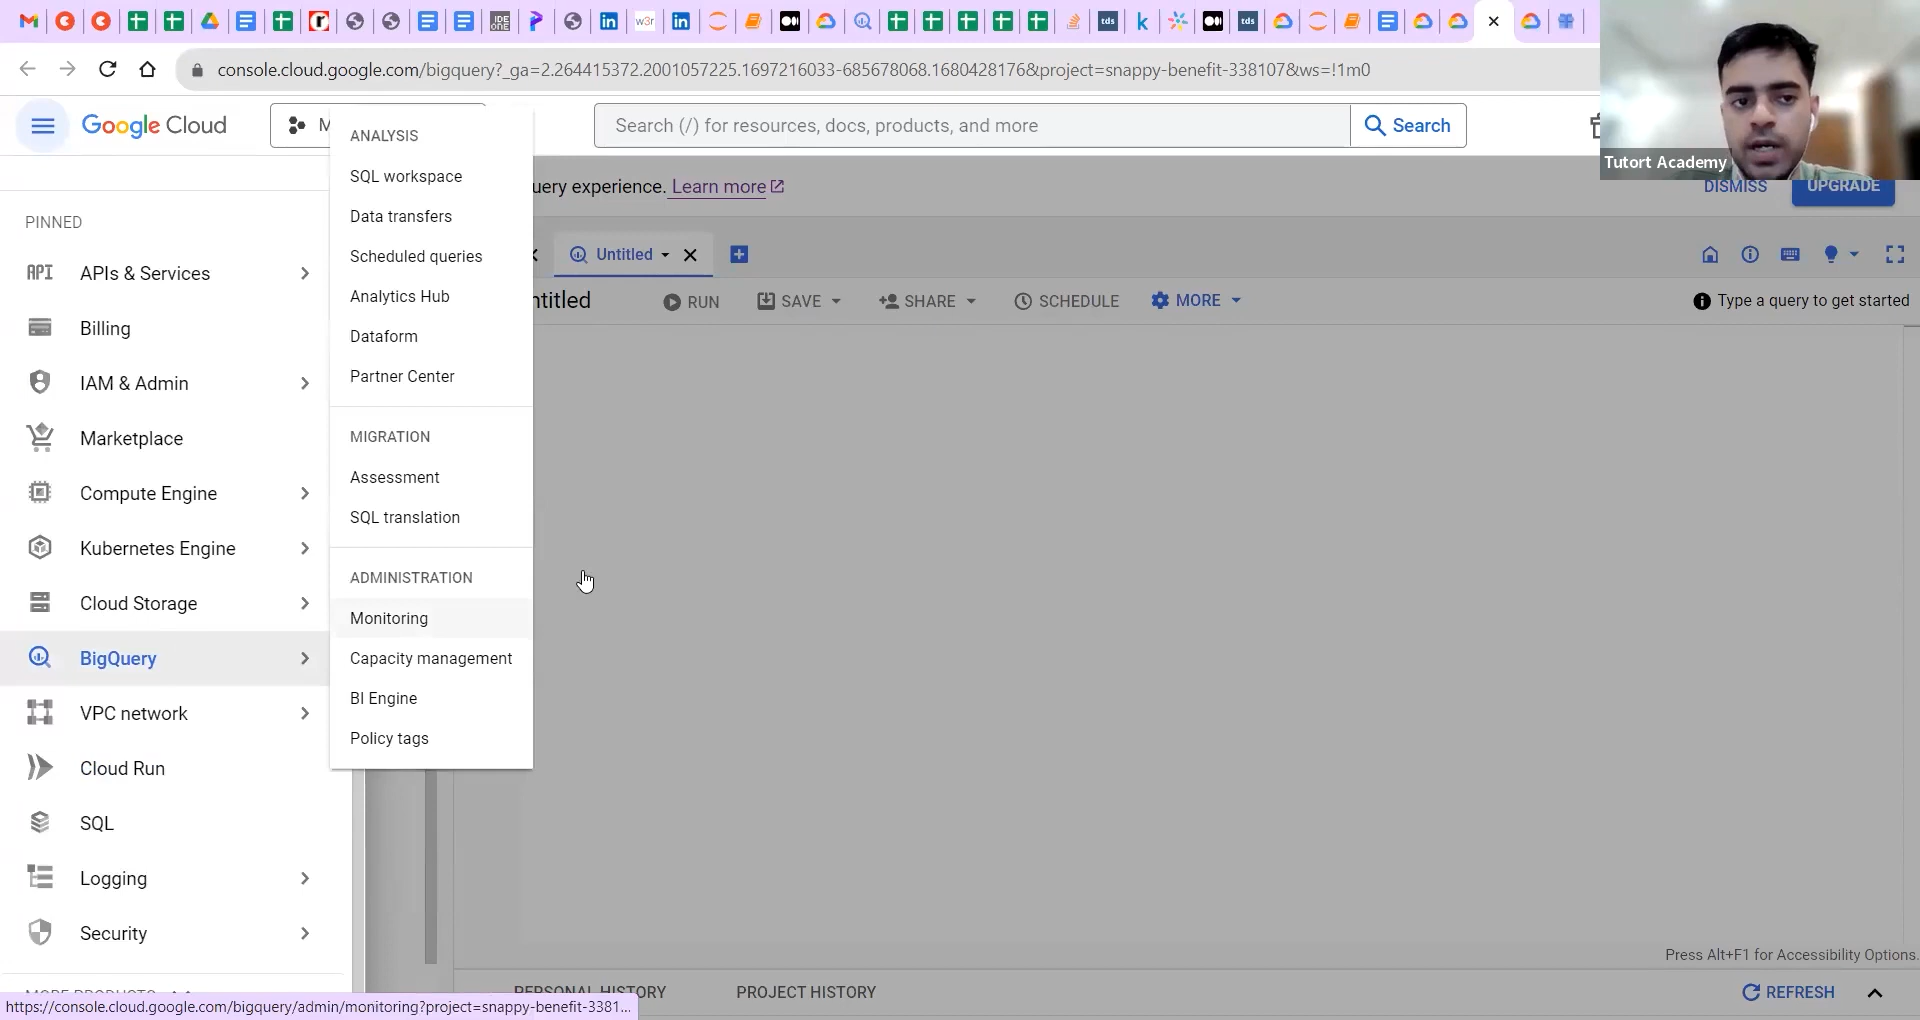 w3r
IDE
ONE
tds
k
tds
console.cloud.google.com/bigquery?_ga=2.264415372.2001057225.1697216033-685678068.1680428176&project=snappy-benefit-338107&ws=!1m0
Google Cloud
M
Search (/) for resources, docs, products, and more
Search
Tutort Academy
uery experience. Learn more
DISMISS
UPGRADE
PINNED
API APIs & Services
Billing
IAM & Admin
Marketplace
Compute Engine
Kubernetes Engine
Cloud Storage
BigQuery
VPC network
Cloud Run
SQL
Logging
Security
MORE PRODUCTS
ANALYSIS
SQL workspace
Data transfers
Scheduled queries
Analytics Hub
Dataform
Partner Center
MIGRATION
Assessment
SQL translation
ADMINISTRATION
Monitoring
Capacity management
BI Engine
Policy tags
Untitled
ntitled
RUN
SAVE
SHARE
SCHEDULE
MORE
Type a query to get started
Press Alt+F1 for Accessibility Options.
PERSONAL HISTORY
PROJECT HISTORY
REFRESH
https://console.cloud.google.com/bigquery/admin/monitoring?project=snappy-benefit-3381...